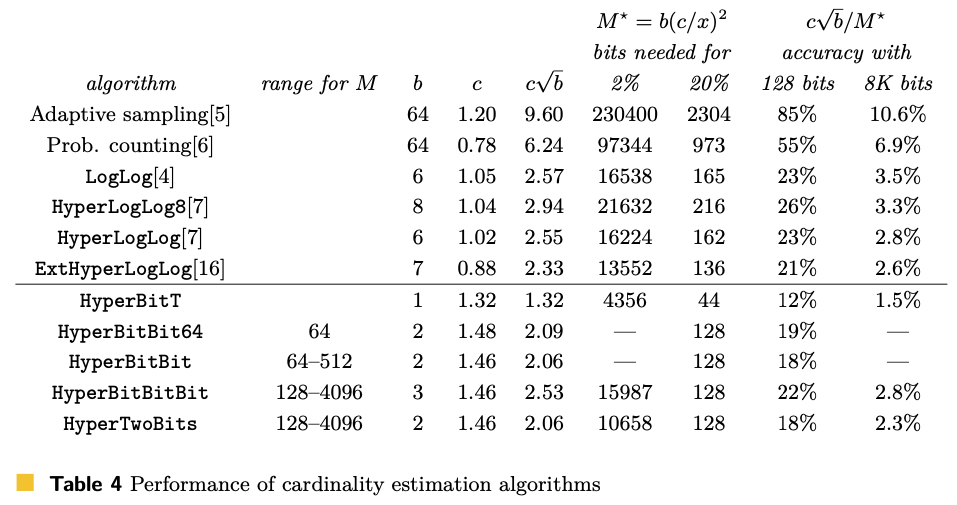 M⋆ = b(c/x)² c√b/M⋆
bits needed for accuracy with
algorithm range for M b c c√b 2% 20% 128 bits 8K bits
Adaptive sampling[5] 64 1.20 9.60 230400 2304 85% 10.6%
Prob. counting[6] 64 0.78 6.24 97344 973 55% 6.9%
LogLog[4] 6 1.05 2.57 16538 165 23% 3.5%
HyperLogLog8[7] 8 1.04 2.94 21632 216 26% 3.3%
HyperLogLog[7] 6 1.02 2.55 16224 162 23% 2.8%
ExtHyperLogLog[16] 7 0.88 2.33 13552 136 21% 2.6%
HyperBitT 1 1.32 1.32 4356 44 12% 1.5%
HyperBitBit64 64 2 1.48 2.09 — 128 19% —
HyperBitBit 64–512 2 1.46 2.06 — 128 18% —
HyperBitBitBit 128–4096 3 1.46 2.53 15987 128 22% 2.8%
HyperTwoBits 128–4096 2 1.46 2.06 10658 128 18% 2.3%
Table 4 Performance of cardinality estimation algorithms